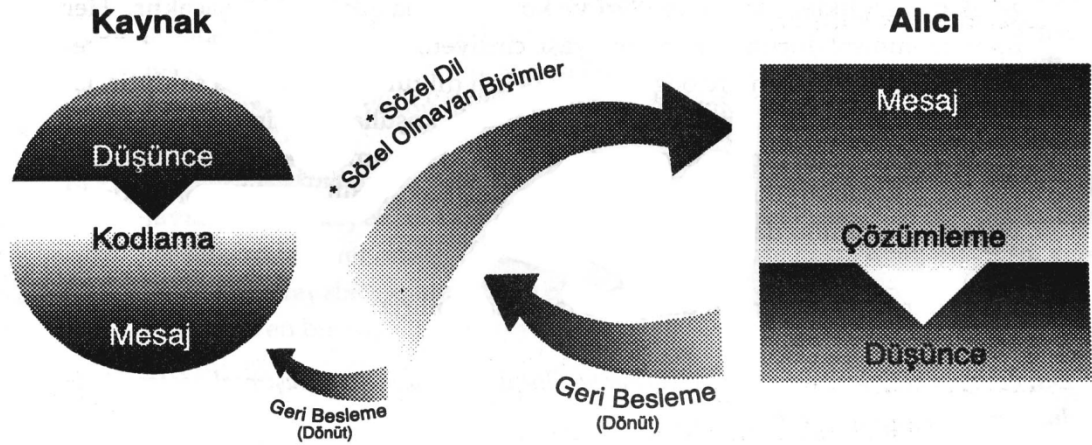 Kaynak
Düşünce
Kodlama
Mesaj
* Sözel Dil
* Sözel Olmayan Biçimler
Geri Besleme
(Dönüt)
Geri Besleme
(Dönüt)
Alıcı
Mesaj
Çözümleme
Düşünce